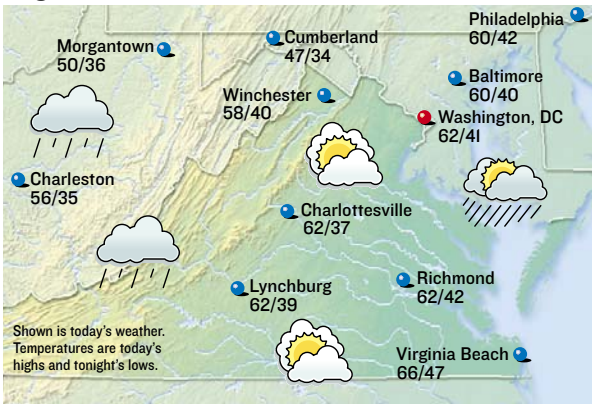 Philadelphia
60/42
Morgantown
50/36
Cumberland
47/34
Baltimore
60/40
Winchester
58/40
Washington, DC
62/41
Charleston
56/35
Charlottesville
62/37
Lynchburg
62/39
Richmond
62/42
Shown is today's weather.
Temperatures are today's
highs and tonight's lows.
Virginia Beach
66/47